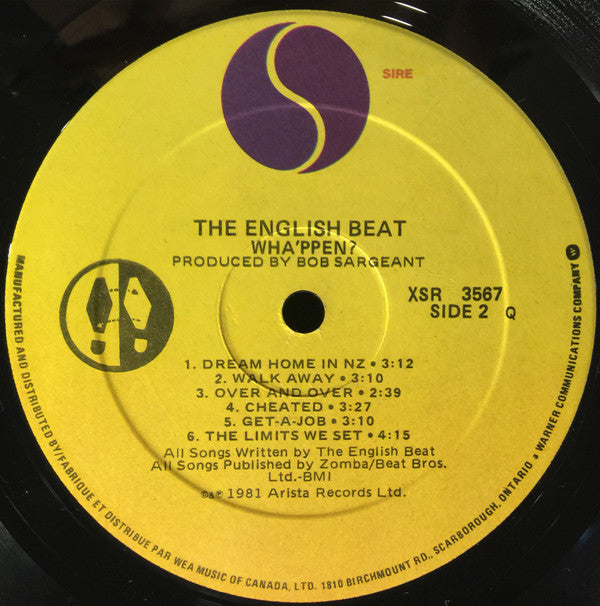 SIRE
THE ENGLISH BEAT
WHA'PPEN?
PRODUCED BY BOB SARGEANT
XSR 3567
SIDE 2 Q
1. DREAM HOME IN NZ • 3:12
2. WALK AWAY • 3:10
3. OVER AND OVER • 2:39
4. CHEATED • 3:27
5. GET-A-JOB • 3:10
6. THE LIMITS WE SET • 4:15
All Songs Written by The English Beat
All Songs Published by Zomba/Beat Bros.
Ltd.-BMI
©&℗ 1981 Arista Records Ltd.
MANUFACTURED AND DISTRIBUTED BY/FABRIQUE ET DISTRIBUE PAR WEA MUSIC OF CANADA, LTD. 1810 BIRCHMOUNT RD., SCARBOROUGH, ONTARIO • WARNER COMMUNICATIONS COMPANY